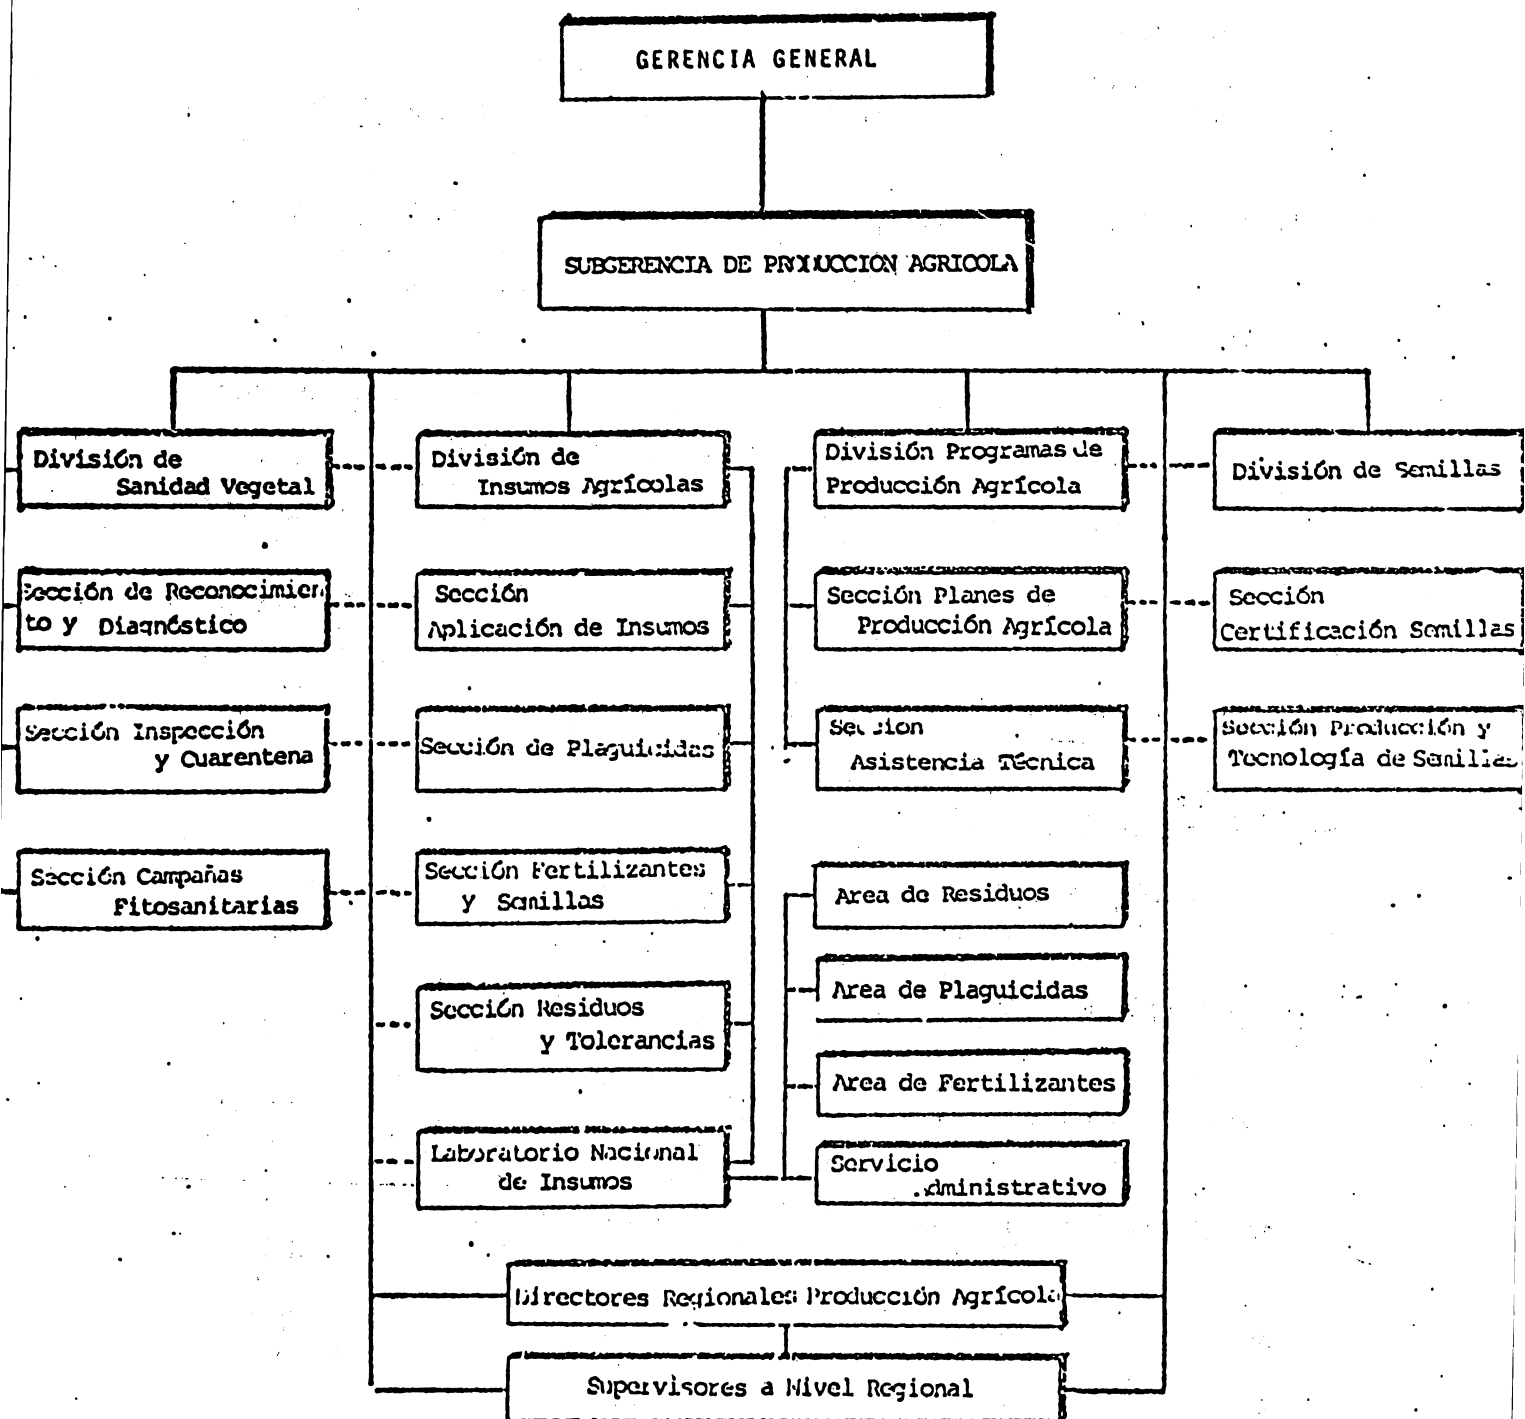 GERENCIA GENERAL
SUBGERENCIA DE PRODUCCION AGRICOLA
División de
Sanidad Vegetal
División de
Insumos Agrícolas
División Programas de
Producción Agrícola
División de Semillas
Sección de Reconocimien
to y Diagnóstico
Sección
Aplicación de Insumos
Sección Planes de
Producción Agrícola
Sección
Certificación Semillas
Sección Inspección
y Cuarentena
Sección de Plaguicidas
Seccion
Asistencia Técnica
Sección Producción y
Tecnología de Semillas
Sección Campañas
Fitosanitarias
Sección Fertilizantes
y Semillas
Area de Residuos
Sección Residuos
y Tolerancias
Area de Plaguicidas
Area de Fertilizantes
Laboratorio Nacional
de Insumos
Servicio
Administrativo
Directores Regionales Producción Agrícola
Supervisores a Nivel Regional